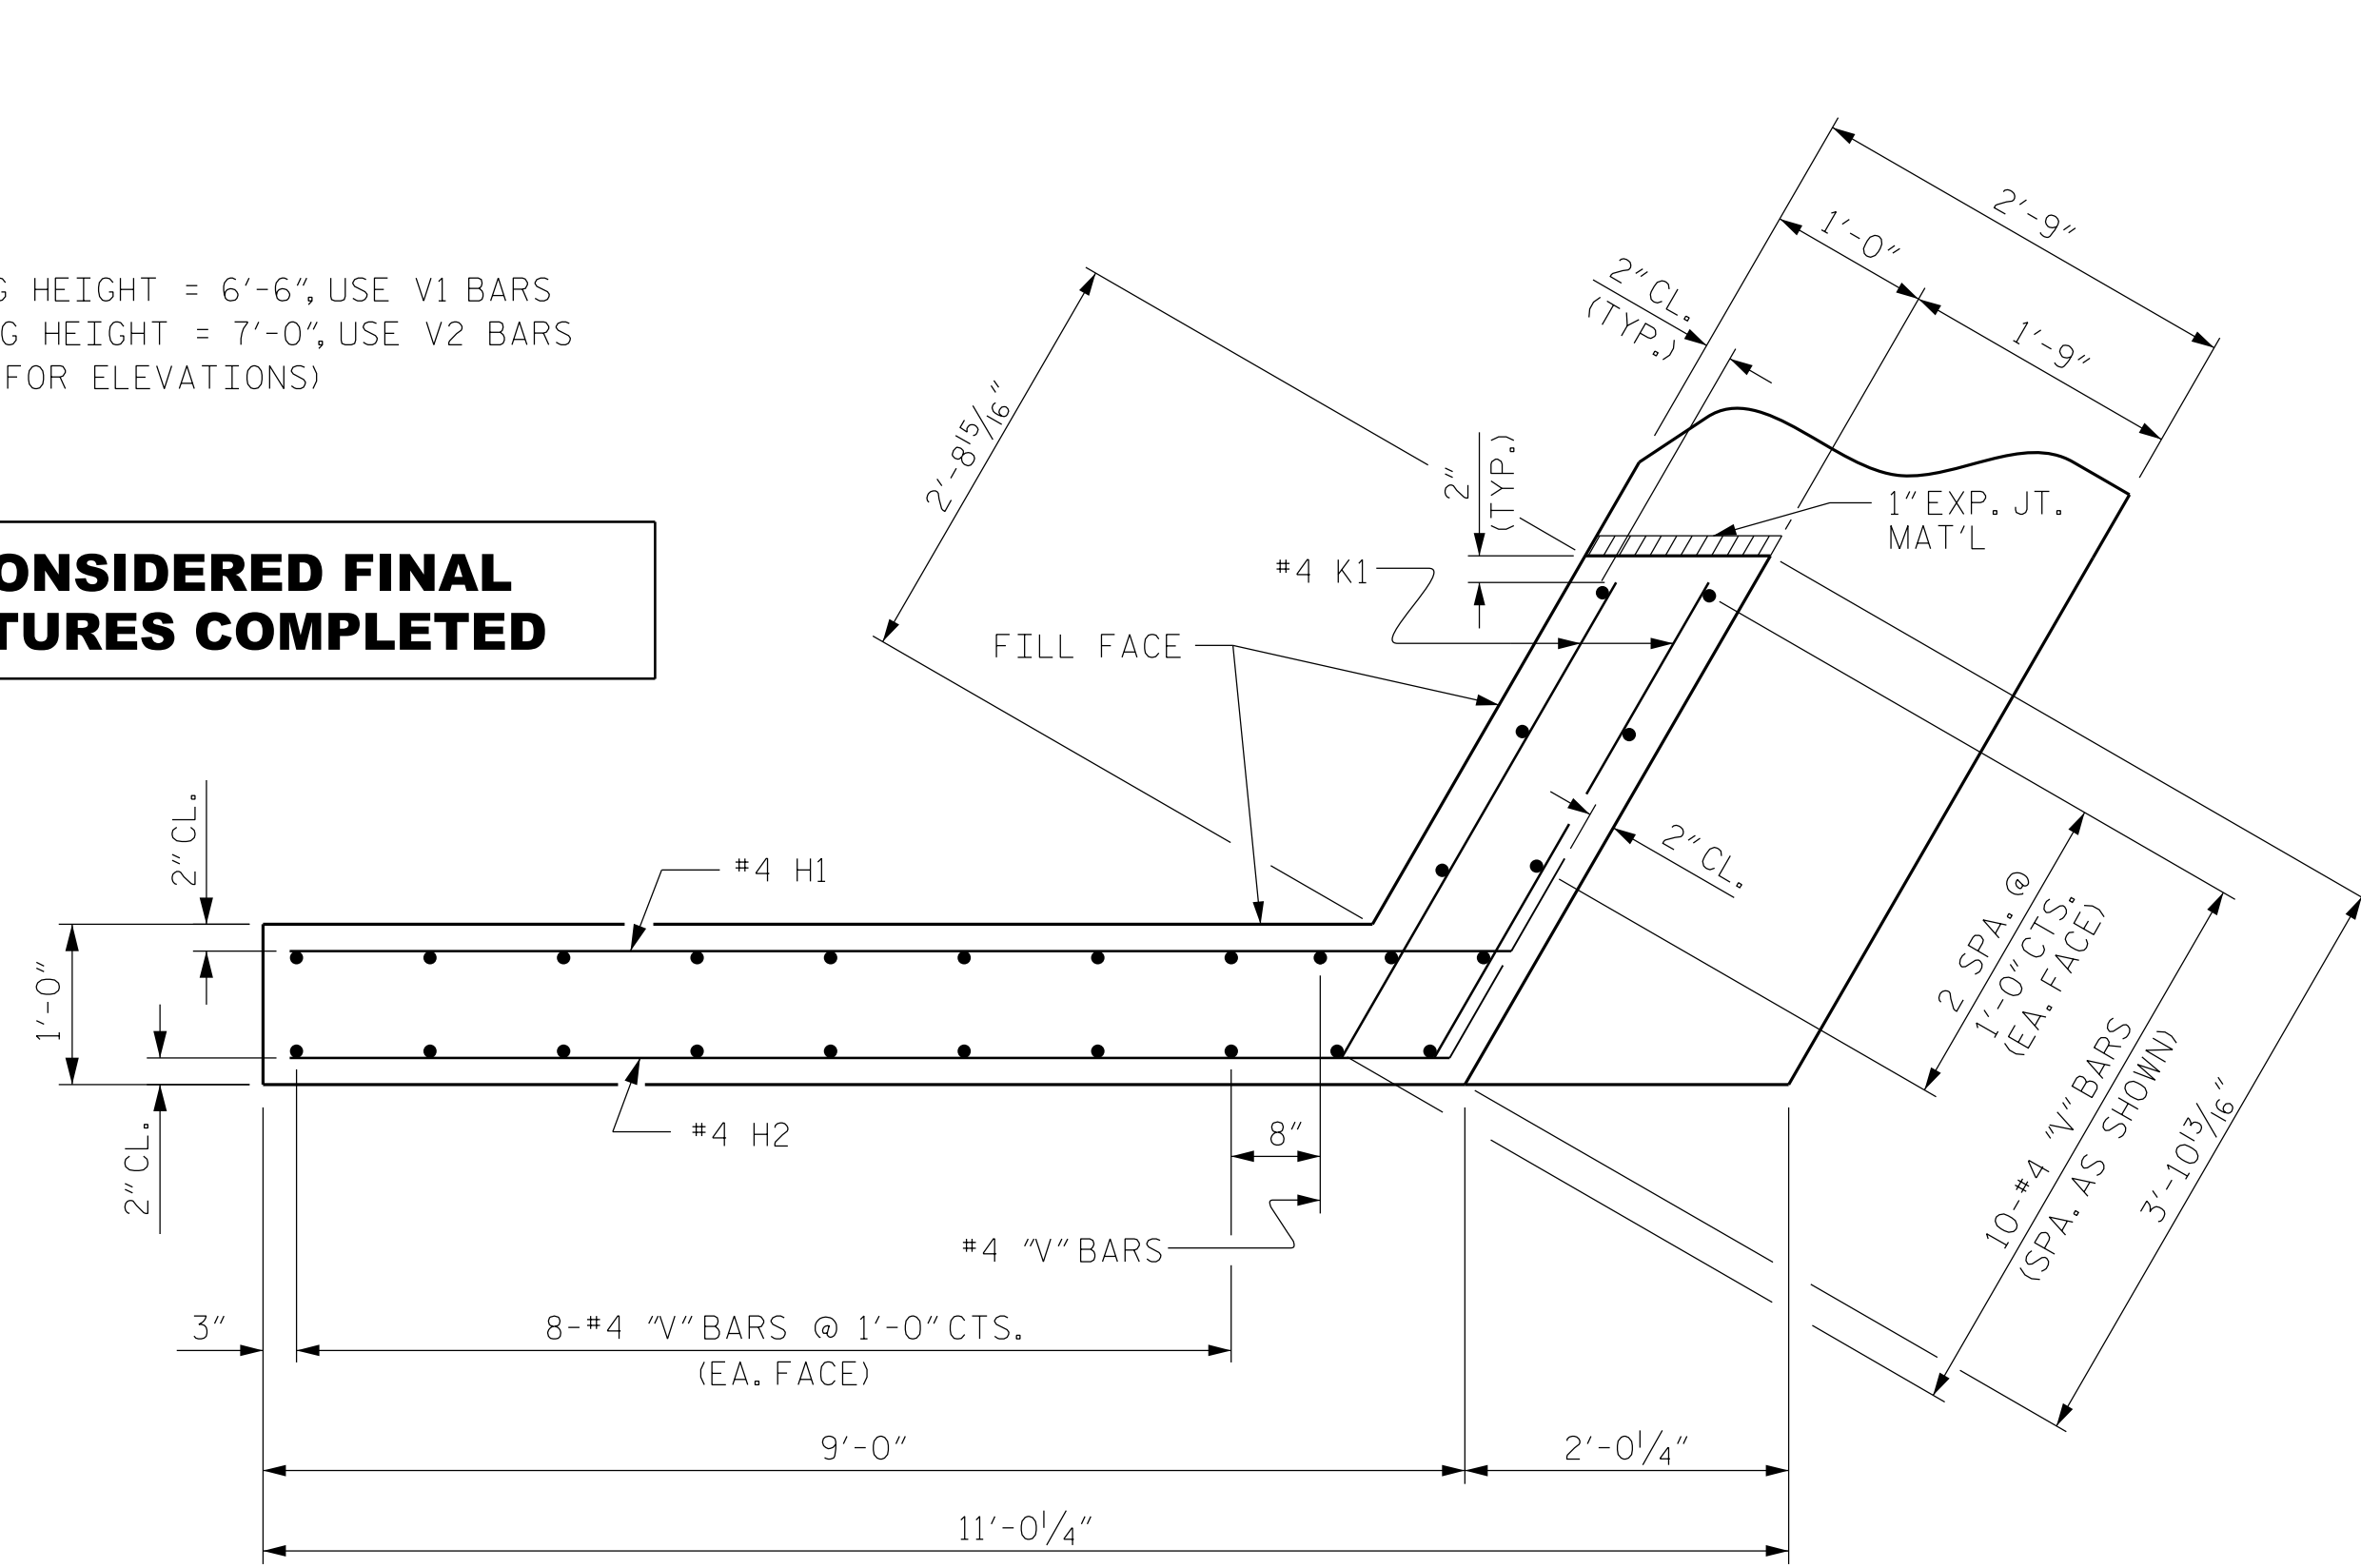 G HEIGHT = 6'-6", USE V1 BARS
G HEIGHT = 7'-0", USE V2 BARS
FOR ELEVATIONS)
ONSIDERED FINAL
TURES COMPLETED
2'-9"
1'-0"
1'-9"
2" CL.
(TYP.)
2'-8 15/16"
2"
(TYP.)
1" EXP. JT.
MAT'L
#4 K1
FILL FACE
2" CL.
#4 H1
2" CL.
1'-0"
2" CL.
#4 H2
2 SPA. @
1'-0" CTS.
(EA. FACE)
10-#4 "V" BARS
(SPA. AS SHOWN)
3'-10 13/16"
8"
#4 "V" BARS
3"
8-#4 "V" BARS @ 1'-0" CTS.
(EA. FACE)
9'-0"
2'-0 1/4"
11'-0 1/4"